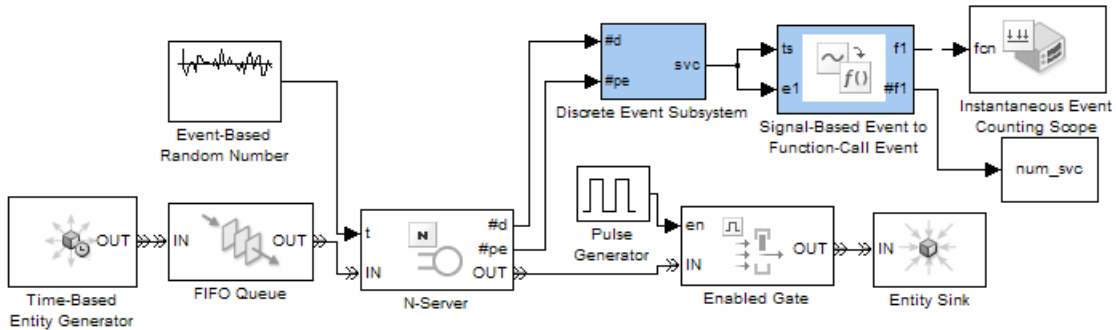 #d
#pe
svc
Discrete Event Subsystem
ts
e1
f1
#f1
f()
Signal-Based Event to
Function-Call Event
fcn
Instantaneous Event
Counting Scope
num_svc
Event-Based
Random Number
OUT
Time-Based
Entity Generator
IN
OUT
FIFO Queue
t
IN
N
#d
#pe
OUT
N-Server
Pulse
Generator
en
IN
OUT
Enabled Gate
IN
Entity Sink